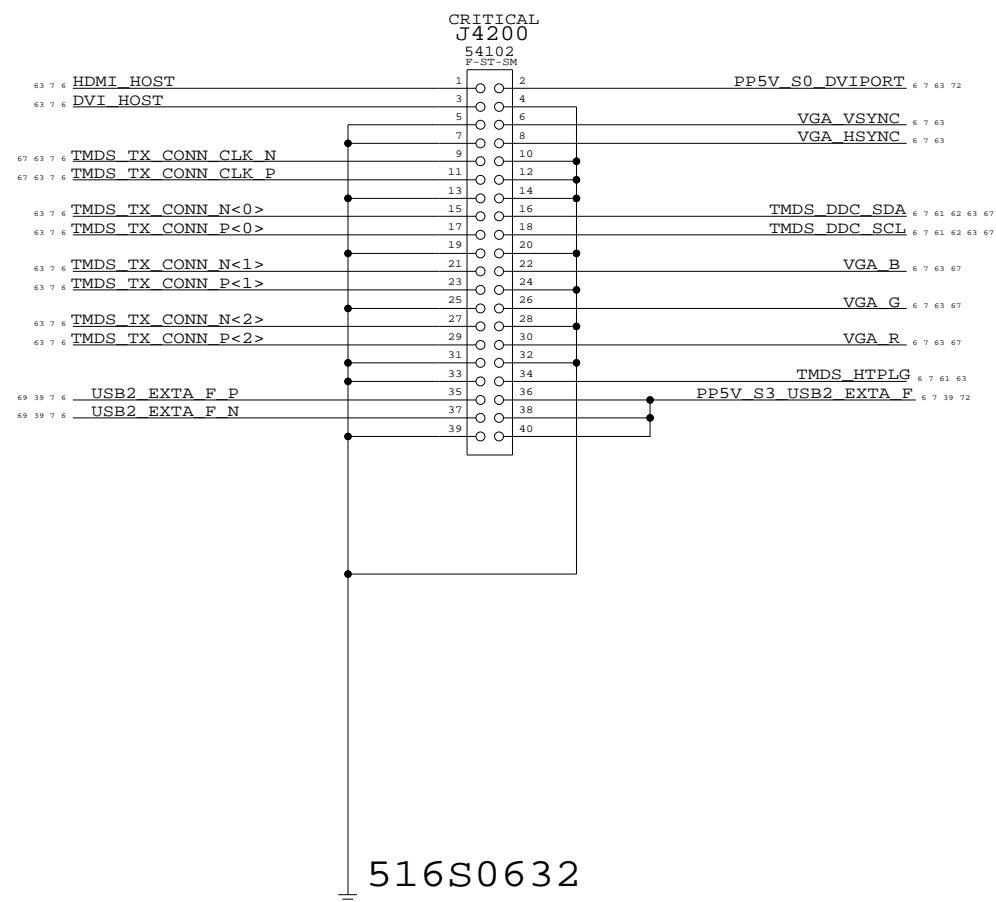 CRITICAL
J4200
54102
F-ST-SM
63 7 6 HDMI_HOST 1 2 PP5V_S0_DVIPORT 6 7 63 72
63 7 6 DVI_HOST 3 4
5 6 VGA_VSYNC 6 7 63
7 8 VGA_HSYNC 6 7 63
67 63 7 6 TMDS_TX_CONN_CLK_N 9 10
67 63 7 6 TMDS_TX_CONN_CLK_P 11 12
13 14
63 7 6 TMDS_TX_CONN_N<0> 15 16 TMDS_DDC_SDA 6 7 61 62 63 67
63 7 6 TMDS_TX_CONN_P<0> 17 18 TMDS_DDC_SCL 6 7 61 62 63 67
19 20
63 7 6 TMDS_TX_CONN_N<1> 21 22 VGA_B 6 7 63 67
63 7 6 TMDS_TX_CONN_P<1> 23 24
25 26 VGA_G 6 7 63 67
63 7 6 TMDS_TX_CONN_N<2> 27 28
63 7 6 TMDS_TX_CONN_P<2> 29 30 VGA_R 6 7 63 67
31 32
33 34 TMDS_HTPLG 6 7 61 63
69 39 7 6 USB2_EXTA_F_P 35 36 PP5V_S3_USB2_EXTA_F 6 7 39 72
69 39 7 6 USB2_EXTA_F_N 37 38
39 40
516S0632